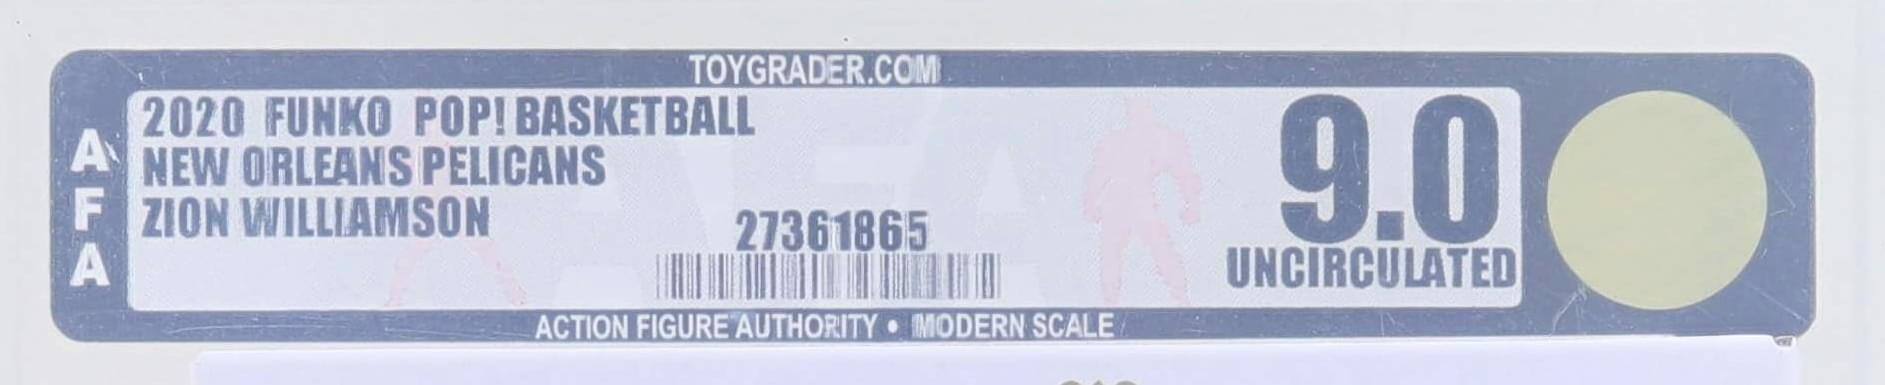 TOYGRADER.COM
AFA
2020 FUNKO POP! BASKETBALL
NEW ORLEANS PELICANS
ZION WILLIAMSON
27361865
9.0
UNCIRCULATED
ACTION FIGURE AUTHORITY • MODERN SCALE